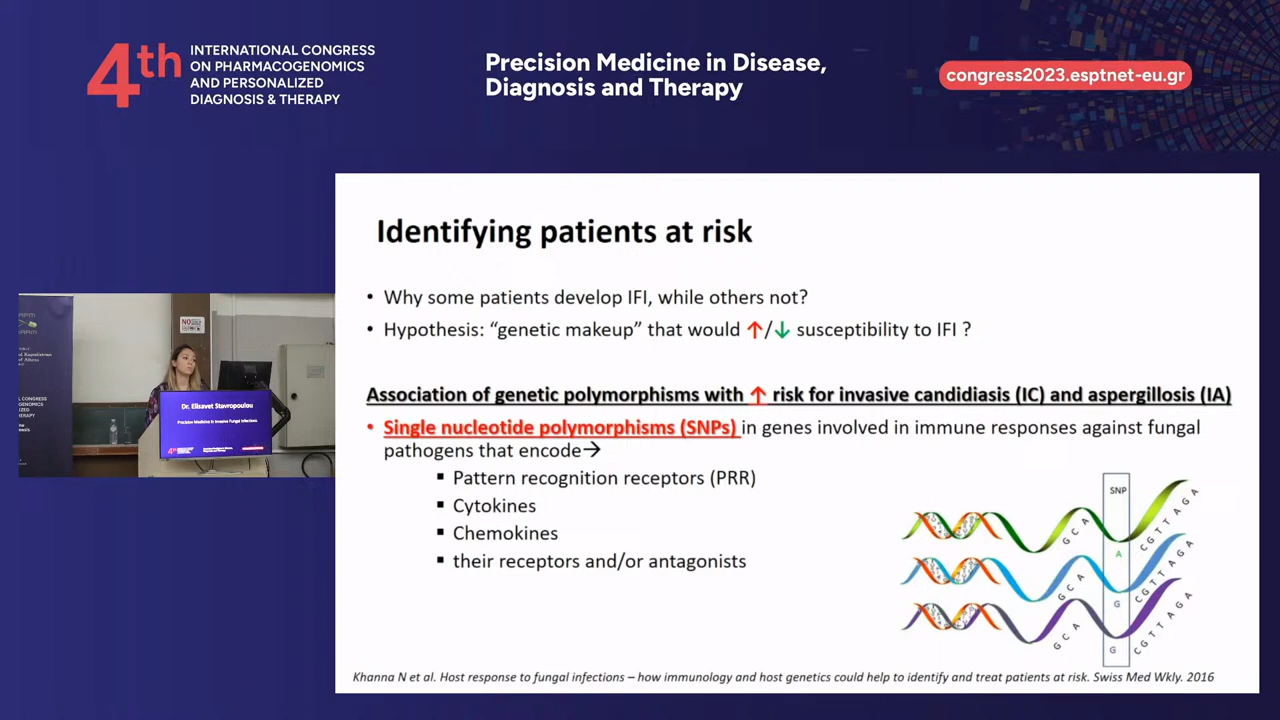 4th
INTERNATIONAL CONGRESS
ON PHARMACOGENOMICS
AND PERSONALIZED
DIAGNOSIS & THERAPY
Precision Medicine in Disease,
Diagnosis and Therapy
congress2023.esptnet-eu.gr
Identifying patients at risk
• Why some patients develop IFI, while others not?
• Hypothesis: “genetic makeup” that would ↑/↓ susceptibility to IFI ?
Association of genetic polymorphisms with ↑ risk for invasive candidiasis (IC) and aspergillosis (IA)
• Single nucleotide polymorphisms (SNPs) in genes involved in immune responses against fungal
pathogens that encode→
▪ Pattern recognition receptors (PRR)
▪ Cytokines
▪ Chemokines
▪ their receptors and/or antagonists
SNP
G C A
A
C G T T A G A
G C A
G
C G T T A G A
G C A
G
C G T T A G A
Khanna N et al. Host response to fungal infections – how immunology and host genetics could help to identify and treat patients at risk. Swiss Med Wkly. 2016
NO
Dr. Elisavet Stavropoulou
Precision Medicine in Invasive Fungal Infections